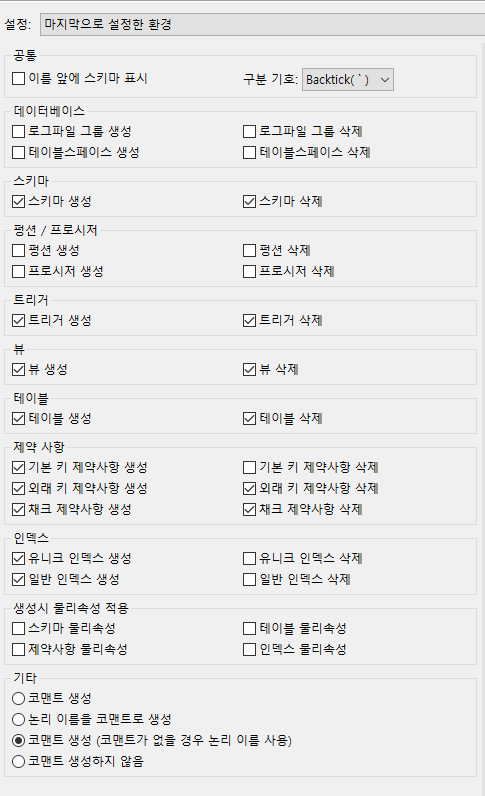 설정: 마지막으로 설정한 환경
공통
이름 앞에 스키마 표시 구분 기호: Backtick(`)
데이터베이스
로그파일 그룹 생성 로그파일 그룹 삭제
테이블스페이스 생성 테이블스페이스 삭제
스키마
스키마 생성 스키마 삭제
펑션 / 프로시저
펑션 생성 펑션 삭제
프로시저 생성 프로시저 삭제
트리거
트리거 생성 트리거 삭제
뷰
뷰 생성 뷰 삭제
테이블
테이블 생성 테이블 삭제
제약 사항
기본 키 제약사항 생성 기본 키 제약사항 삭제
외래 키 제약사항 생성 외래 키 제약사항 삭제
채크 제약사항 생성 채크 제약사항 삭제
인덱스
유니크 인덱스 생성 유니크 인덱스 삭제
일반 인덱스 생성 일반 인덱스 삭제
생성시 물리속성 적용
스키마 물리속성 테이블 물리속성
제약사항 물리속성 인덱스 물리속성
기타
코맨트 생성
논리 이름을 코맨트로 생성
코맨트 생성 (코맨트가 없을 경우 논리 이름 사용)
코맨트 생성하지 않음